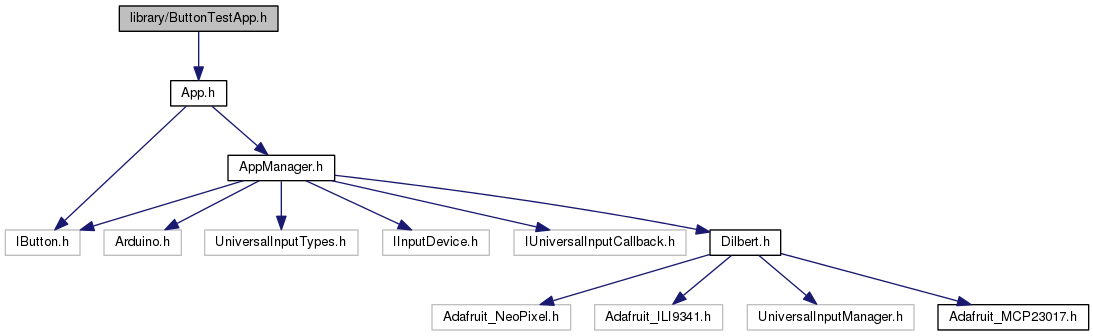 library/ButtonTestApp.h
App.h
AppManager.h
IButton.h
Arduino.h
UniversalInputTypes.h
IInputDevice.h
IUniversalInputCallback.h
Dilbert.h
Adafruit_NeoPixel.h
Adafruit_ILI9341.h
UniversalInputManager.h
Adafruit_MCP23017.h